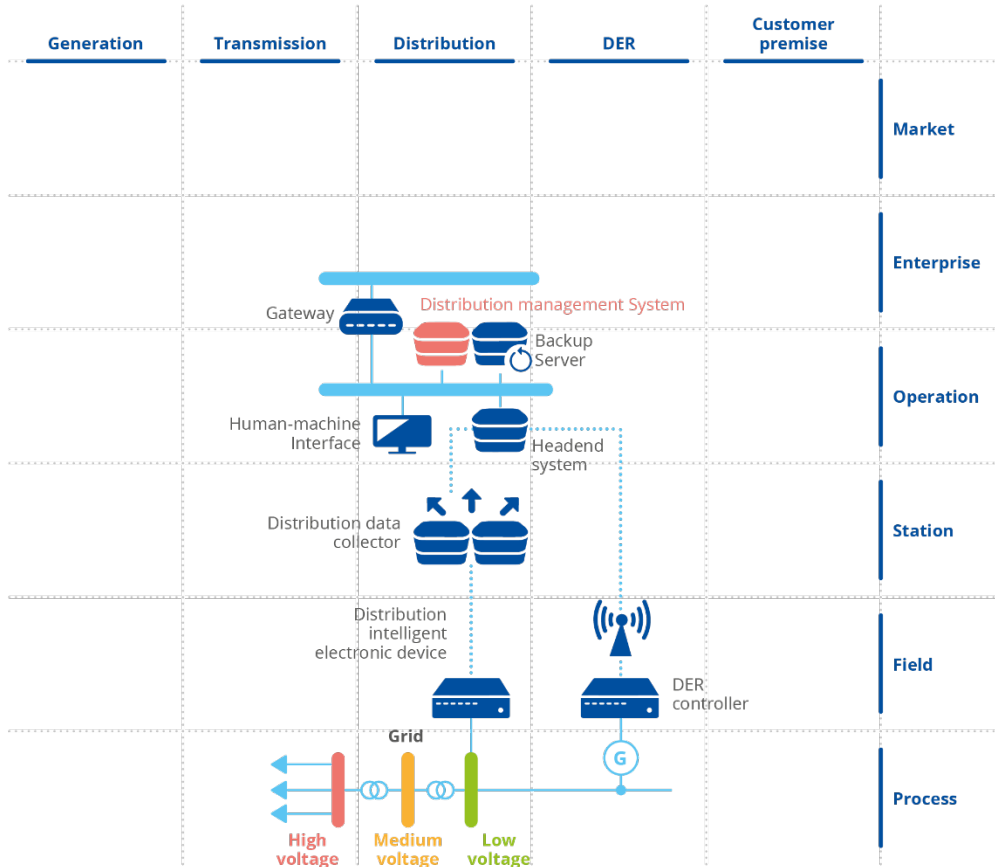 Generation
Transmission
Distribution
DER
Customer
premise
Market
Enterprise
Gateway
Distribution management System
Backup
Server
Operation
Human-machine
Interface
Headend
system
Distribution data
collector
Station
Distribution
intelligent
electronic device
Field
DER
controller
Grid
G
Process
High
voltage
Medium
voltage
Low
voltage